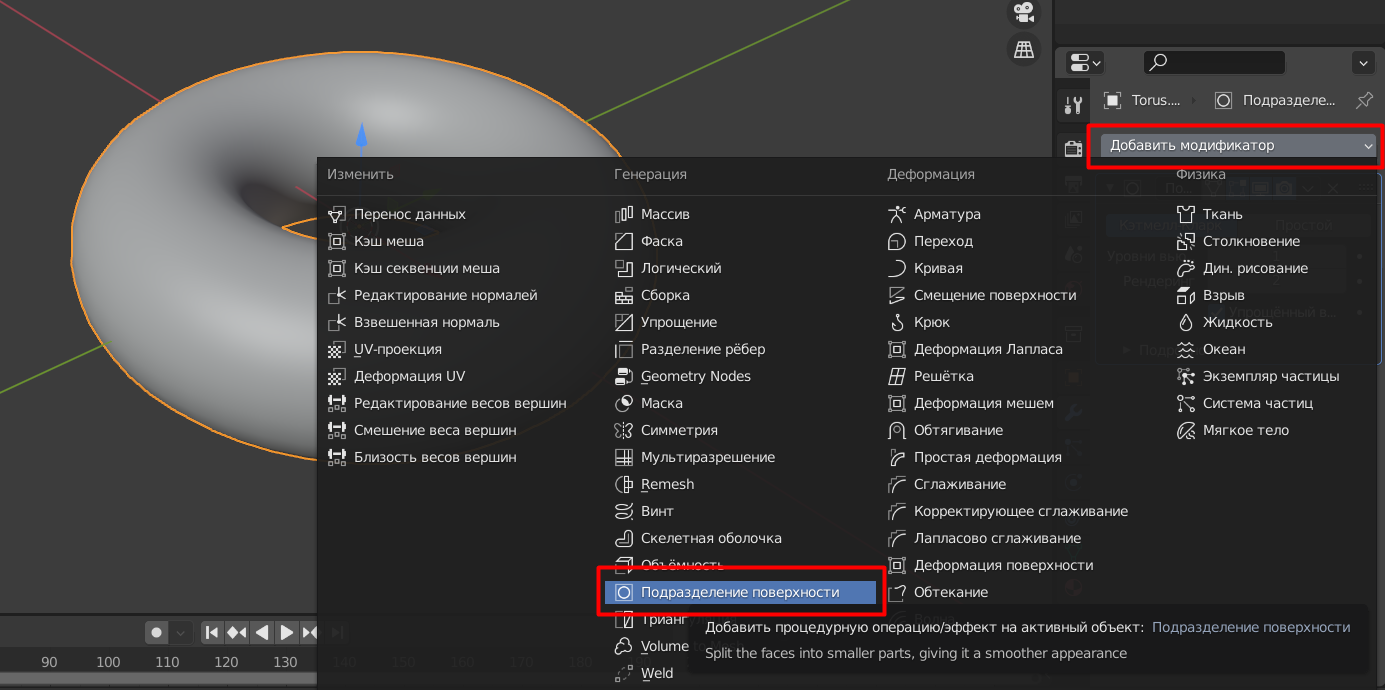 Torus....
Подразделе...
Добавить модификатор
Изменить
Перенос данных
Кэш меша
Кэш секвенции меша
Редактирование нормалей
Взвешенная нормаль
UV-проекция
Деформация UV
Редактирование весов вершин
Смешение веса вершин
Близость весов вершин
Генерация
Массив
Фаска
Логический
Сборка
Упрощение
Разделение рёбер
Geometry Nodes
Маска
Симметрия
Мультиразрешение
Remesh
Винт
Скелетная оболочка
Объёмность
Подразделение поверхности
Volume
Weld
Деформация
Арматура
Переход
Кривая
Смещение поверхности
Крюк
Деформация Лапласа
Решётка
Деформация мешем
Обтягивание
Простая деформация
Сглаживание
Корректирующее сглаживание
Лапласово сглаживание
Деформация поверхности
Обтекание
Физика
Ткань
Столкновение
Дин. рисование
Взрыв
Жидкость
Океан
Экземпляр частицы
Система частиц
Мягкое тело
Простой
Добавить процедурную операцию/эффект на активный объект: Подразделение поверхности
Split the faces into smaller parts, giving it a smoother appearance
90 100 110 120 130 140 150 160 170 180